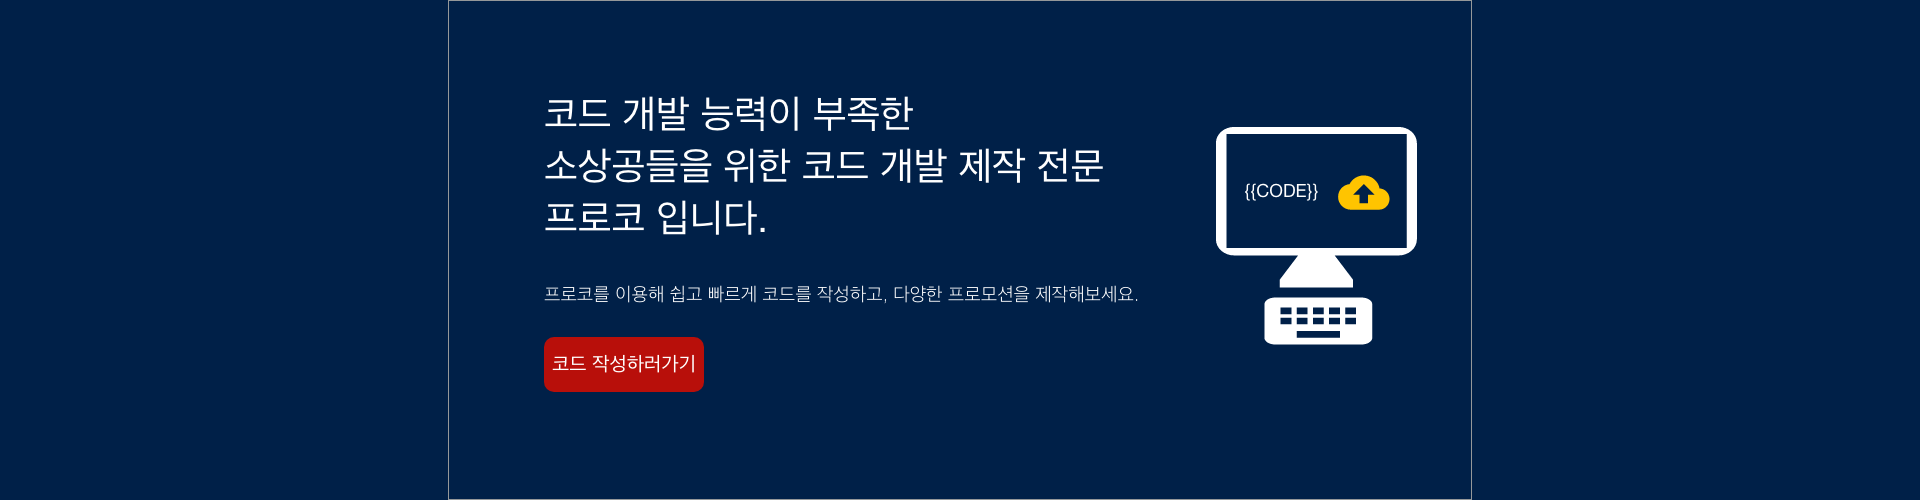 코드 개발 능력이 부족한
소상공들을 위한 코드 개발 제작 전문
프로코 입니다.
프로코를 이용해 쉽고 빠르게 코드를 작성하고, 다양한 프로모션을 제작해보세요.
코드 작성하러가기
{{CODE}}